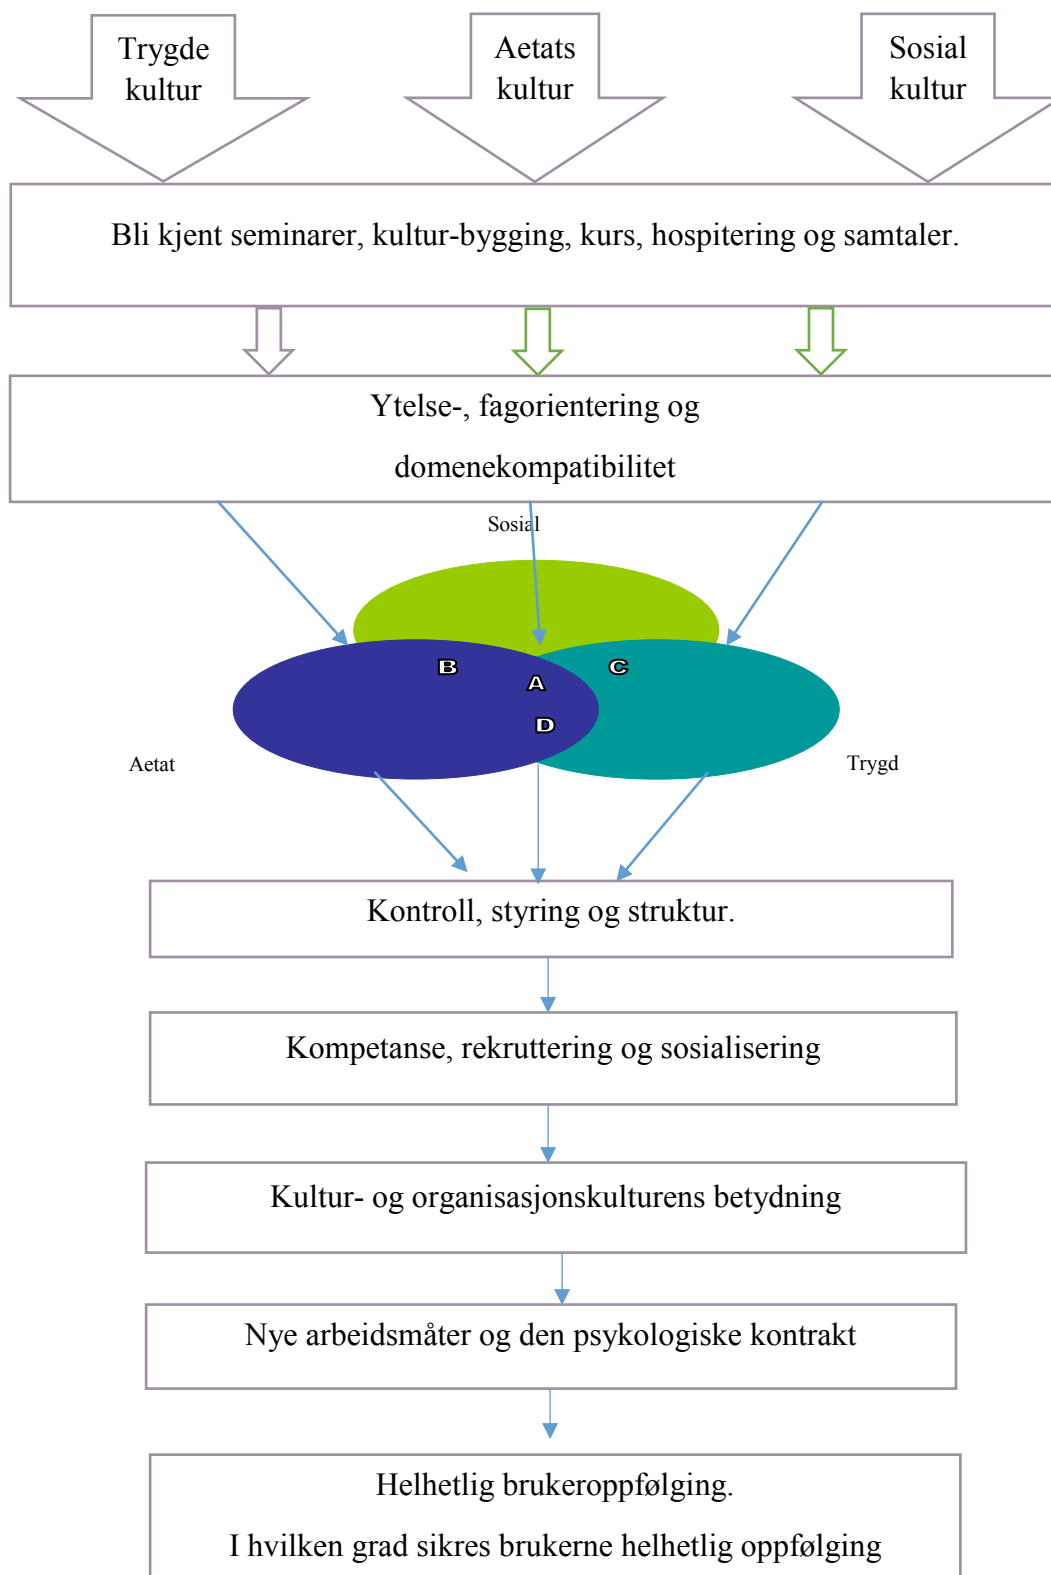 Trygde
kultur
Aetats
kultur
Sosial
kultur
Bli kjent seminarer, kultur-bygging, kurs, hospitering og samtaler.
Ytelse-, fagorientering og
domenekompatibilitet
Sosial
B
C
A
D
Aetat
Trygd
Kontroll, styring og struktur.
Kompetanse, rekruttering og sosialisering
Kultur- og organisasjonskulturens betydning
Nye arbeidsmåter og den psykologiske kontrakt
Helhetlig brukeroppfølging.
I hvilken grad sikres brukerne helhetlig oppfølging